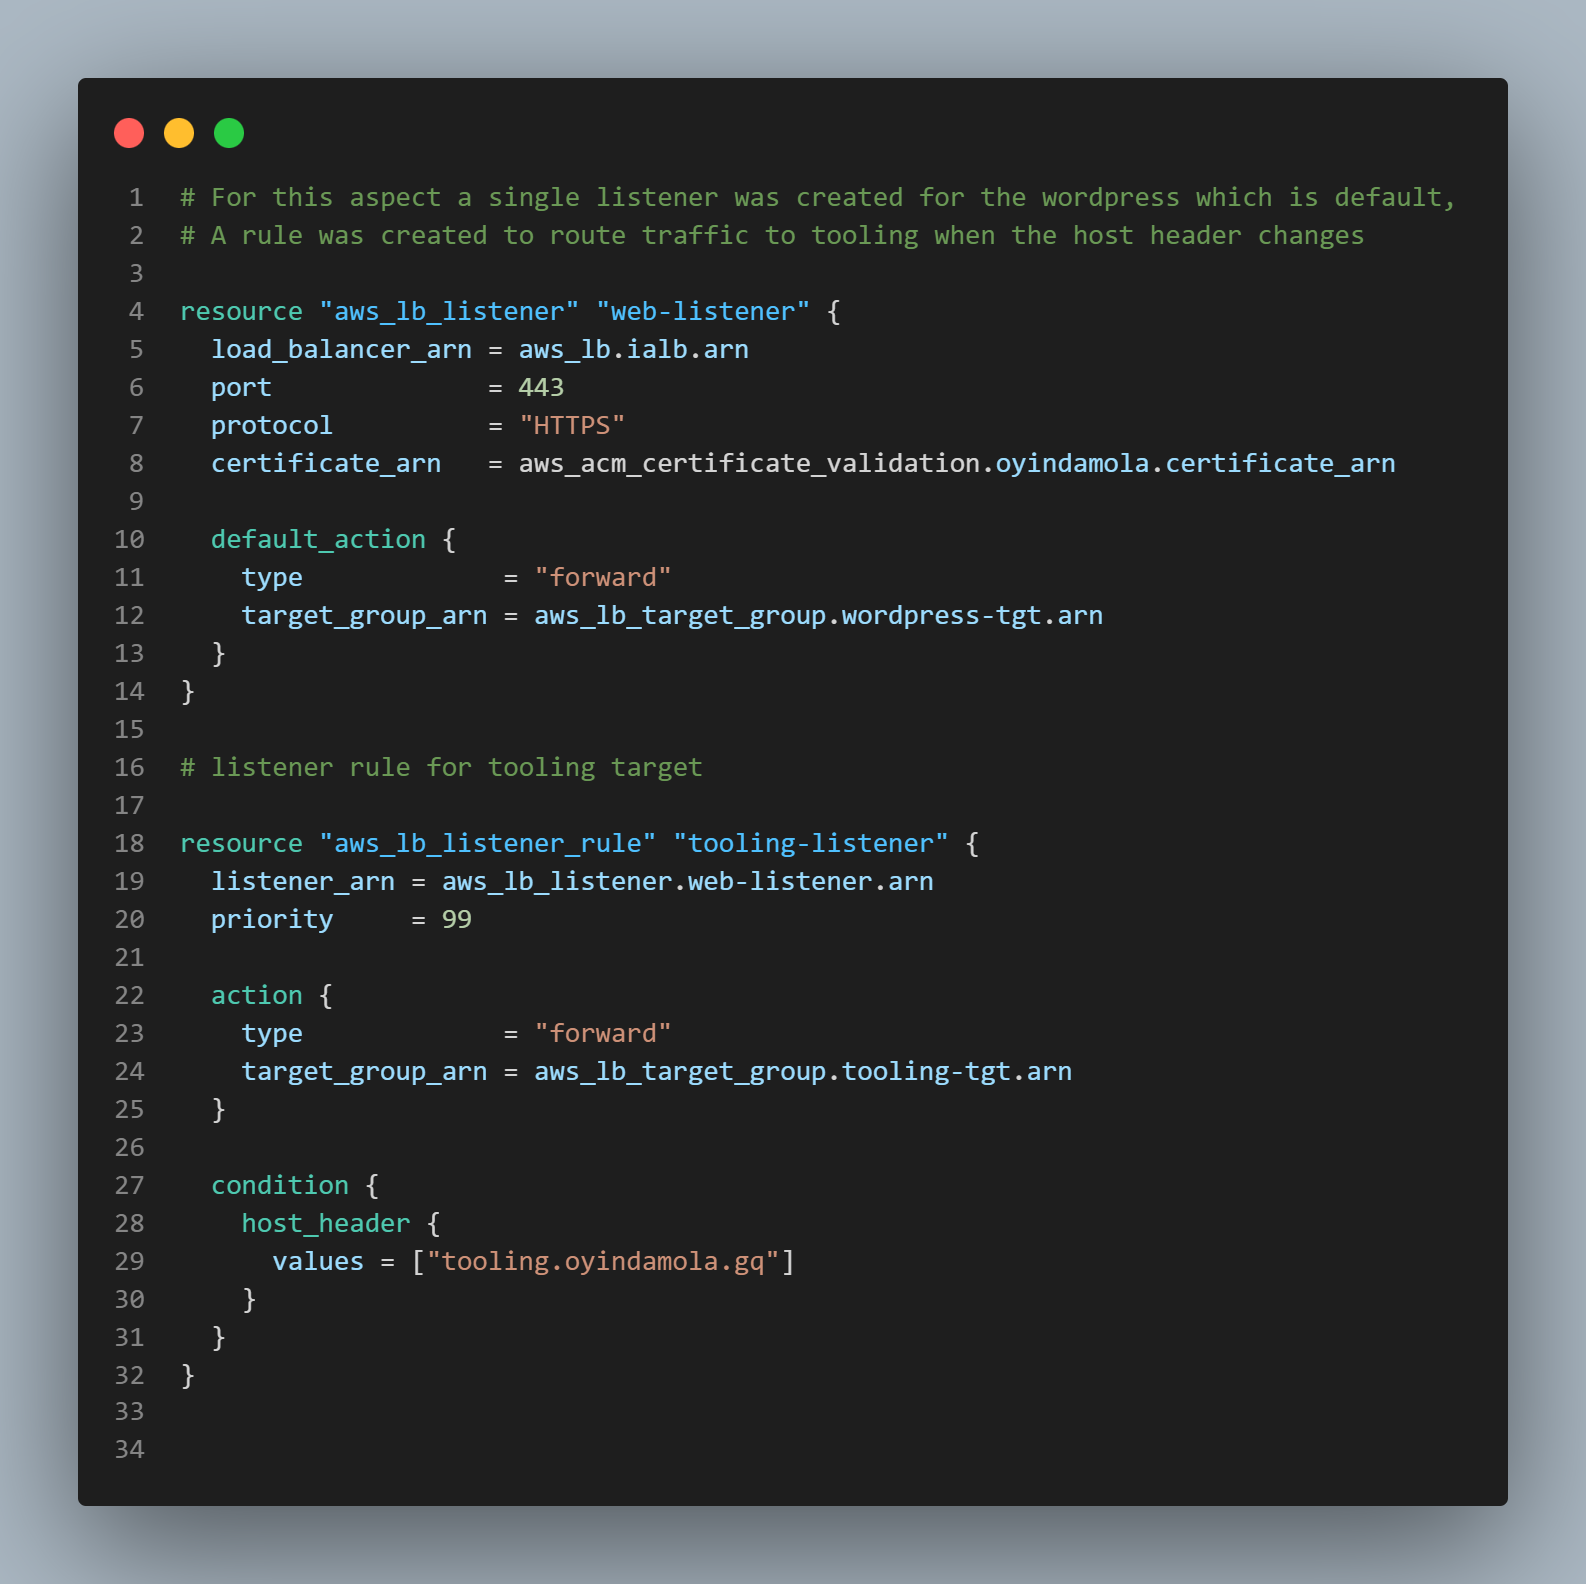 1 # For this aspect a single listener was created for the wordpress which is default,
2 # A rule was created to route traffic to tooling when the host header changes
3
4 resource "aws_lb_listener" "web-listener" {
5   load_balancer_arn = aws_lb.ialb.arn
6   port              = 443
7   protocol          = "HTTPS"
8   certificate_arn   = aws_acm_certificate_validation.oyindamola.certificate_arn
9
10   default_action {
11     type             = "forward"
12     target_group_arn = aws_lb_target_group.wordpress-tgt.arn
13   }
14 }
15
16 # listener rule for tooling target
17
18 resource "aws_lb_listener_rule" "tooling-listener" {
19   listener_arn = aws_lb_listener.web-listener.arn
20   priority     = 99
21
22   action {
23     type             = "forward"
24     target_group_arn = aws_lb_target_group.tooling-tgt.arn
25   }
26
27   condition {
28     host_header {
29       values = ["tooling.oyindamola.gq"]
30     }
31   }
32 }
33
34